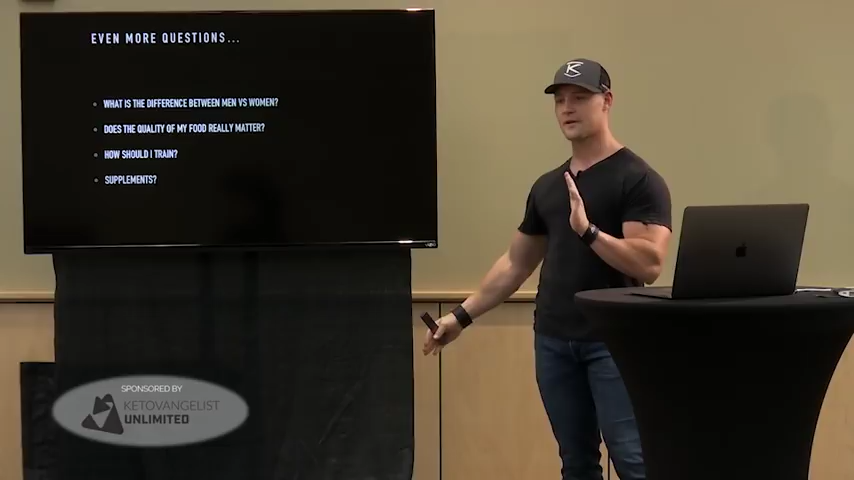 EVEN MORE QUESTIONS...
• WHAT IS THE DIFFERENCE BETWEEN MEN VS WOMEN?
• DOES THE QUALITY OF MY FOOD REALLY MATTER?
• HOW SHOULD I TRAIN?
• SUPPLEMENTS?
SPONSORED BY
KETOVANGELIST
UNLIMITED